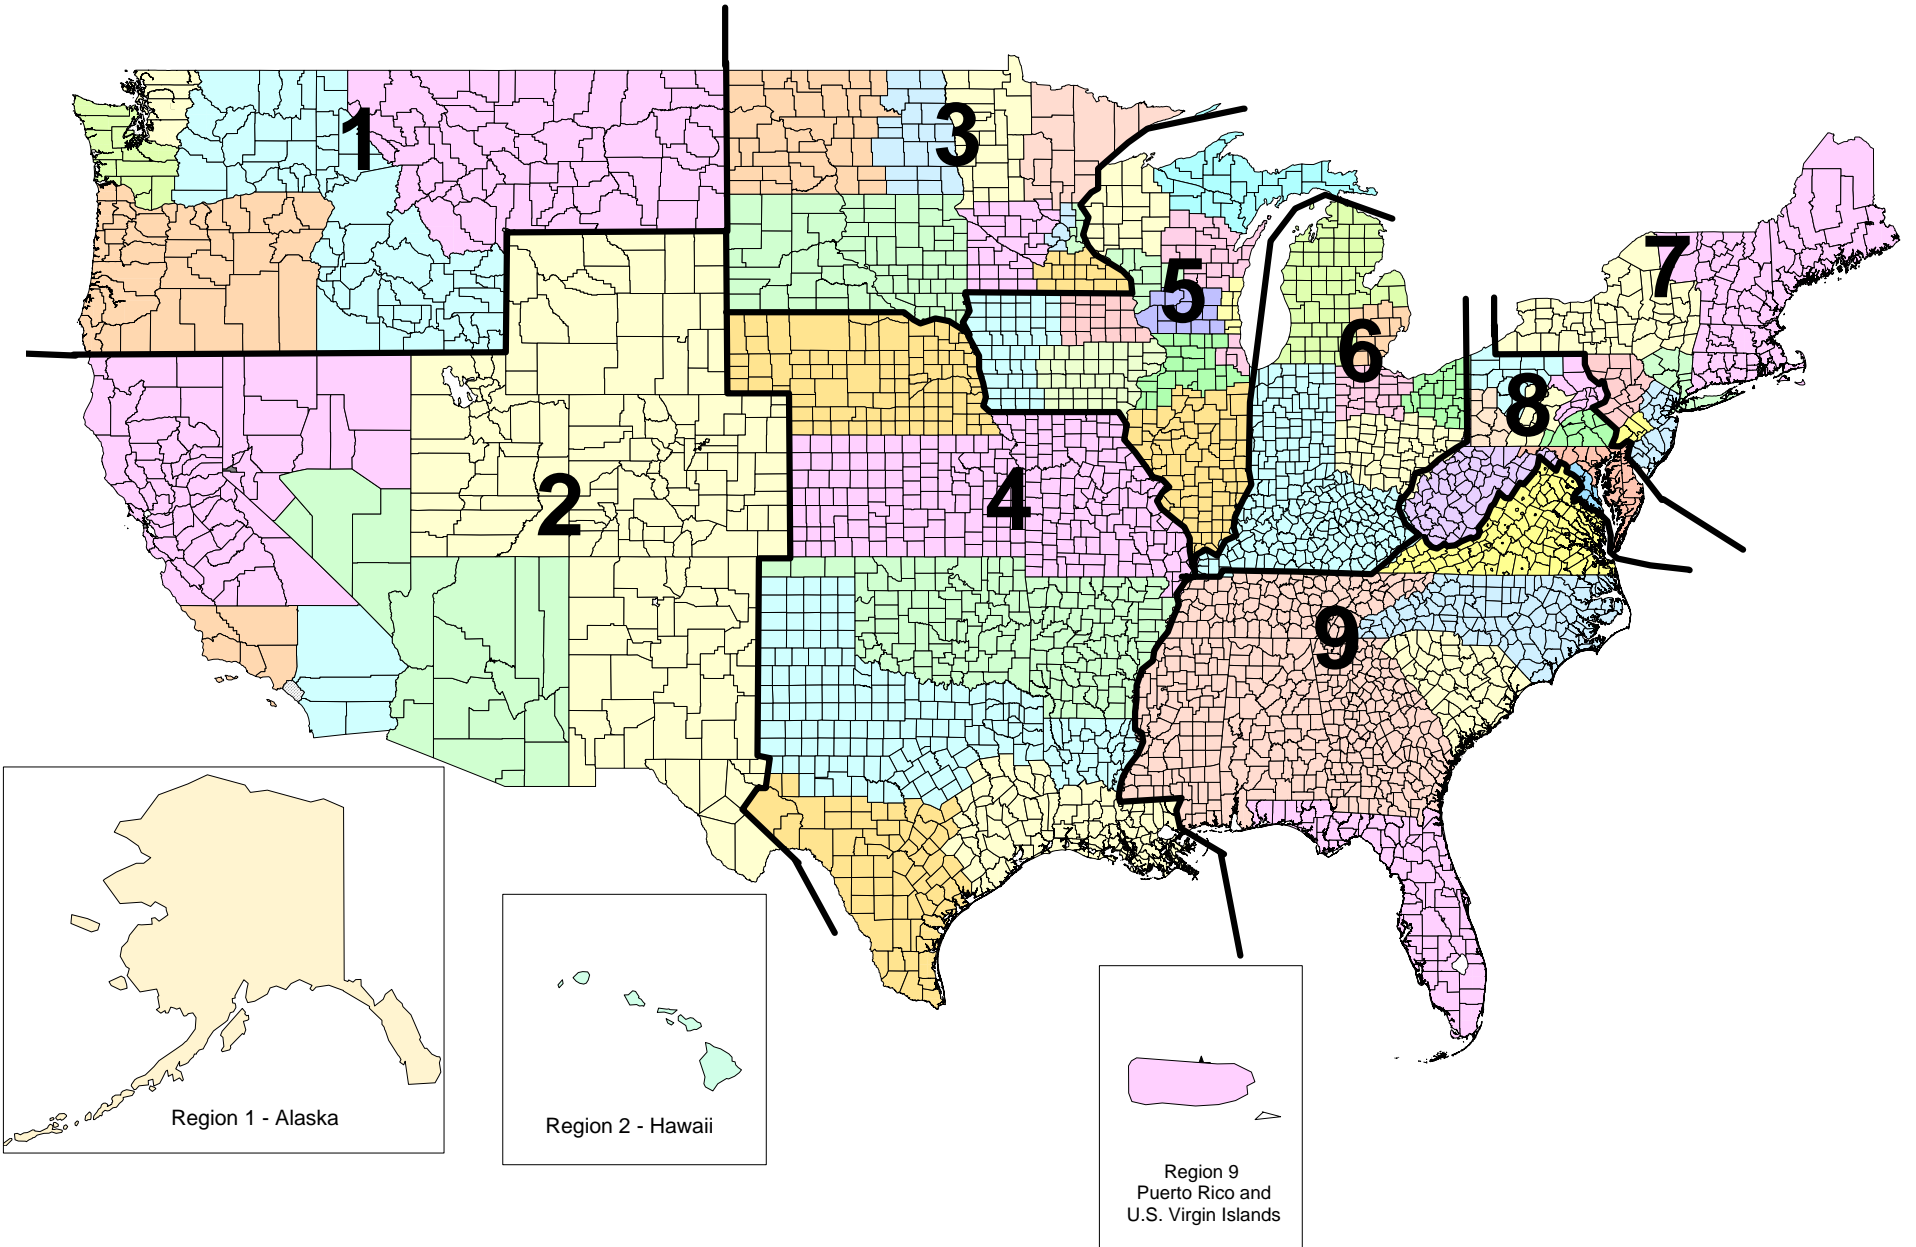 1
3
7
5
6
8
2
4
9
Region 1 - Alaska
Region 2 - Hawaii
Region 9
Puerto Rico and
U.S. Virgin Islands